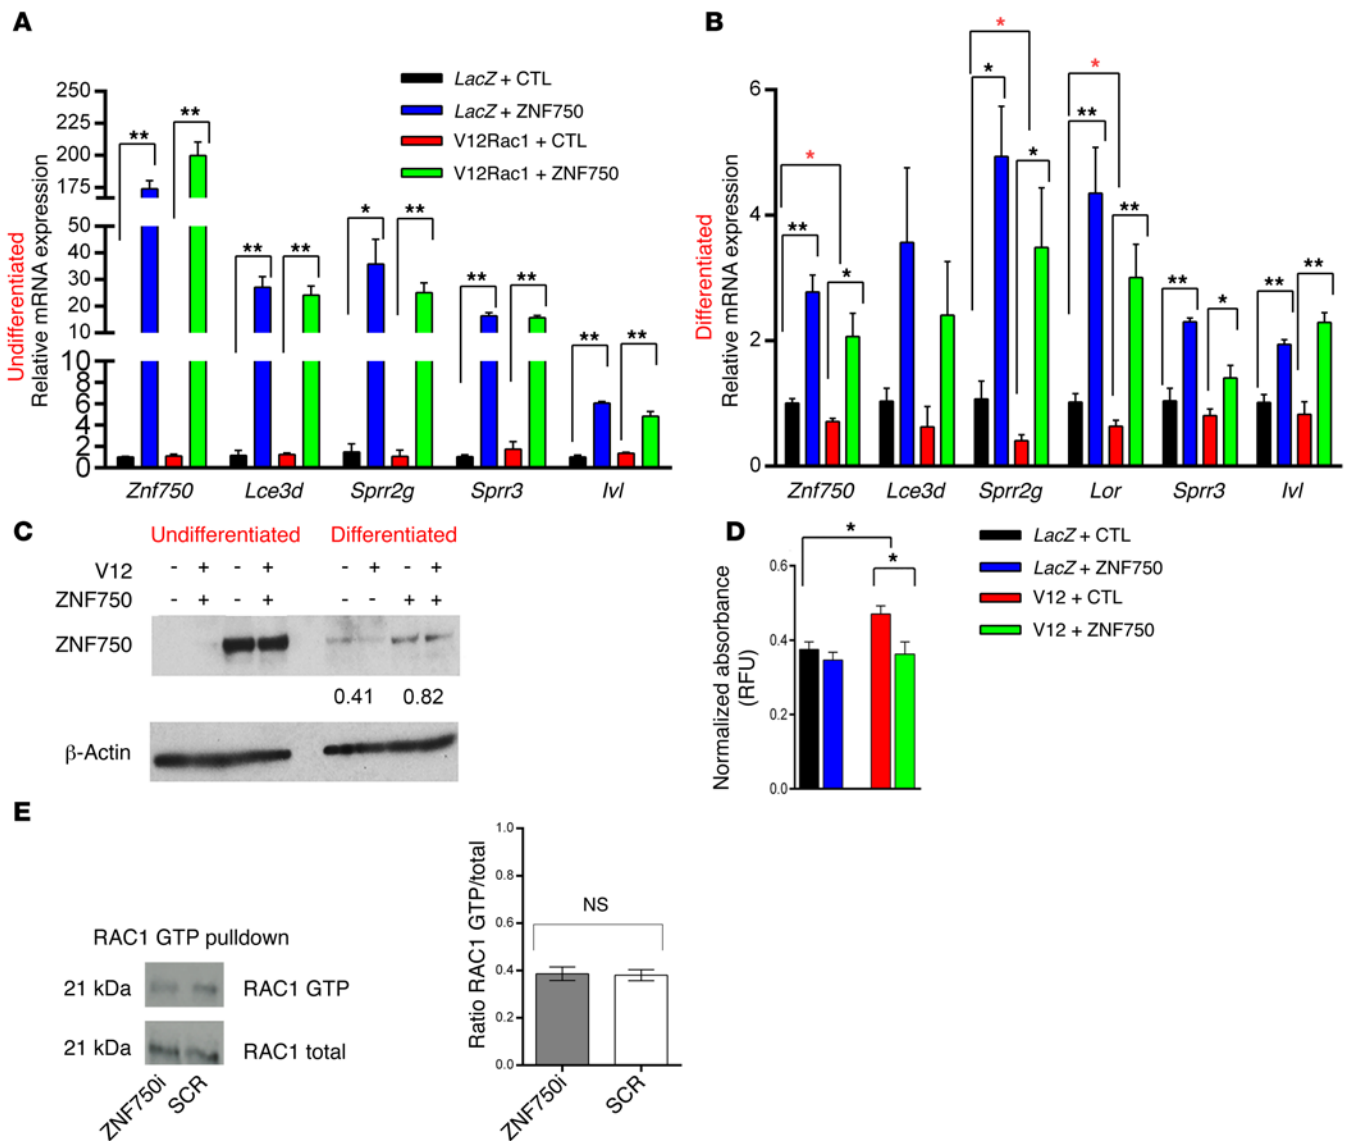 A
LacZ + CTL
LacZ + ZNF750
V12Rac1 + CTL
V12Rac1 + ZNF750
Undifferentiated
Relative mRNA expression
250
225
200
175
50
40
30
20
10
10
8
6
4
2
0
** ** ** ** * ** ** ** ** **
Znf750 Lce3d Sprr2g Sprr3 Ivl
B
Differentiated
Relative mRNA expression
6
4
2
0
* ** * * * * * ** ** ** * ** **
Znf750 Lce3d Sprr2g Lor Sprr3 Ivl
C
Undifferentiated Differentiated
V12 - + - + - + - +
ZNF750 - + - + - - + +
ZNF750
0.41 0.82
β-Actin
D
Normalized absorbance
(RFU)
0.6
0.4
0.2
0.0
* *
LacZ + CTL
LacZ + ZNF750
V12 + CTL
V12 + ZNF750
E
RAC1 GTP pulldown
21 kDa RAC1 GTP
21 kDa RAC1 total
ZNF750i SCR
Ratio RAC1 GTP/total
1.0
0.8
0.6
0.4
0.2
0.0
NS
ZNF750i SCR